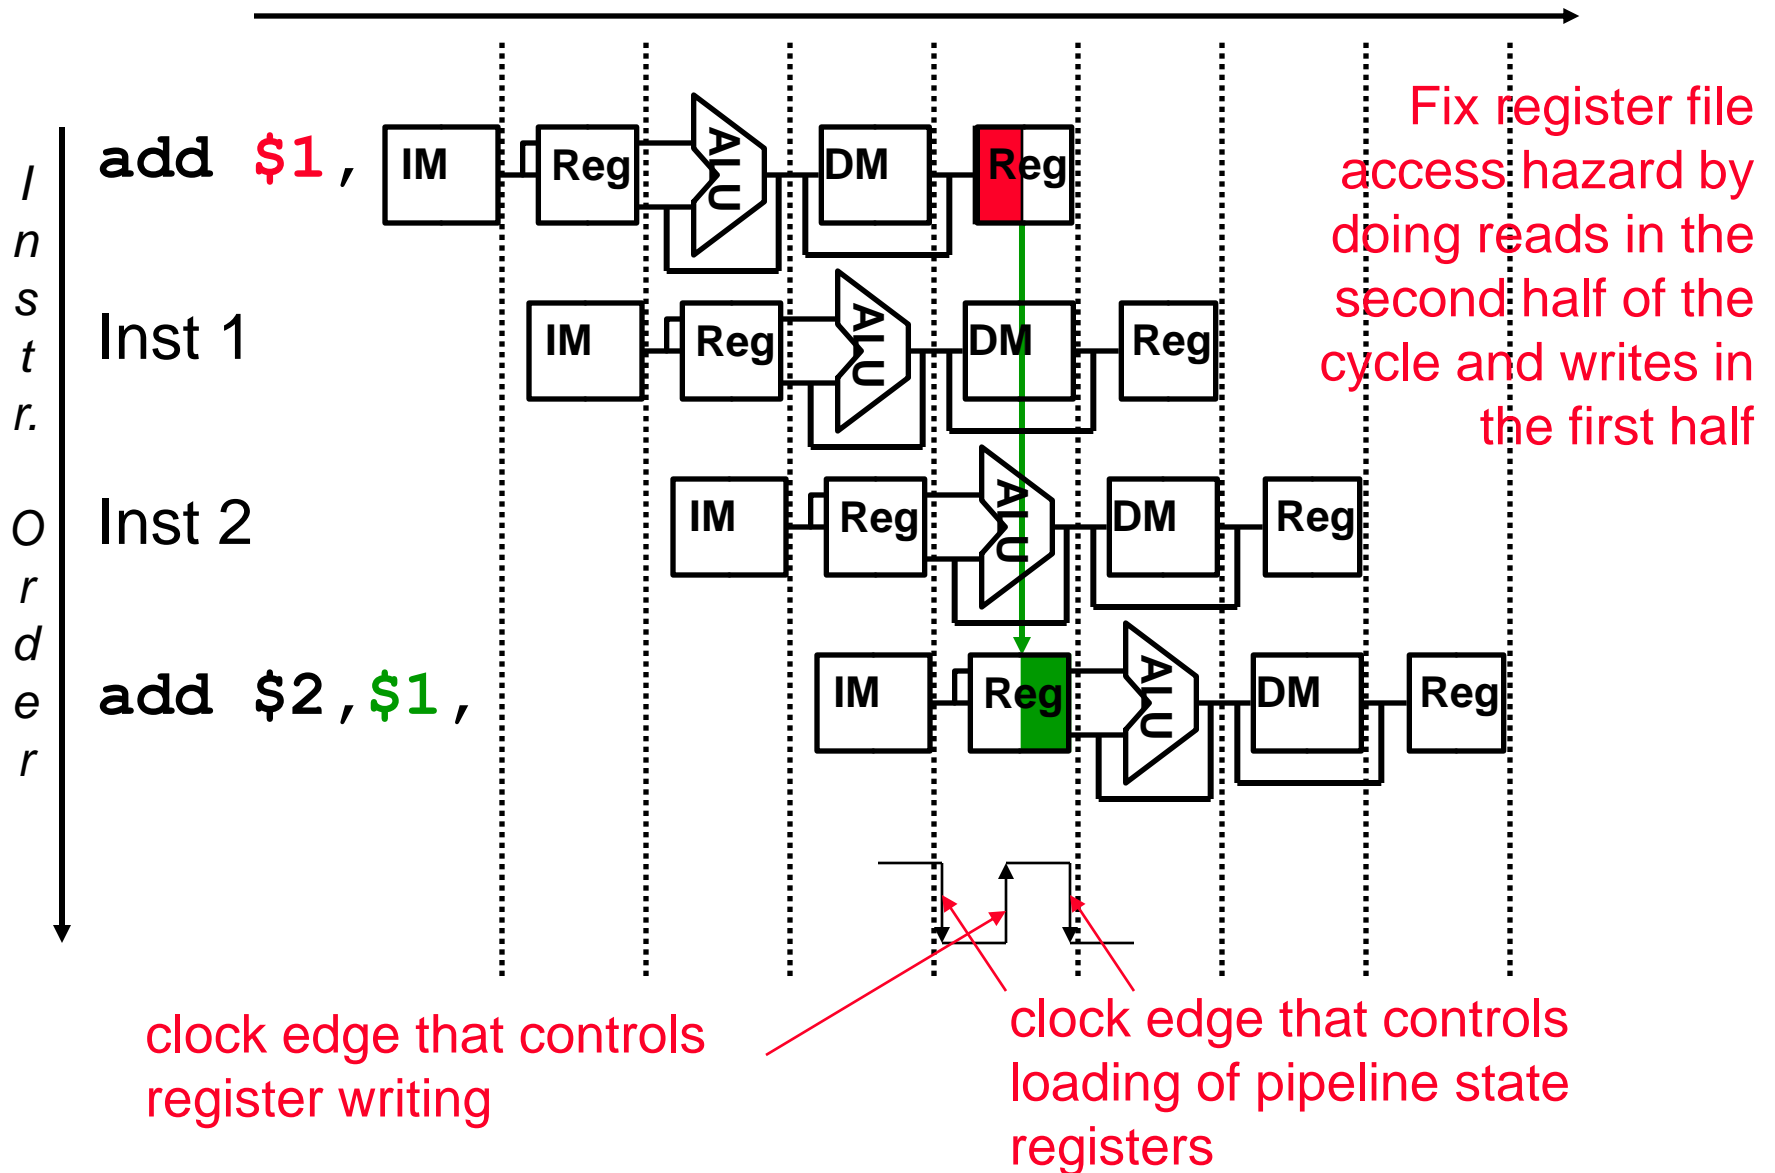 Fix register file
access hazard by
doing reads in the
second half of the
cycle and writes in
the first half
Instr. Order
add $1, IM Reg ALU DM Reg
Inst 1 IM Reg ALU DM Reg
Inst 2 IM Reg ALU DM Reg
add $2,$1, IM Reg ALU DM Reg
clock edge that controls
register writing
clock edge that controls
loading of pipeline state
registers